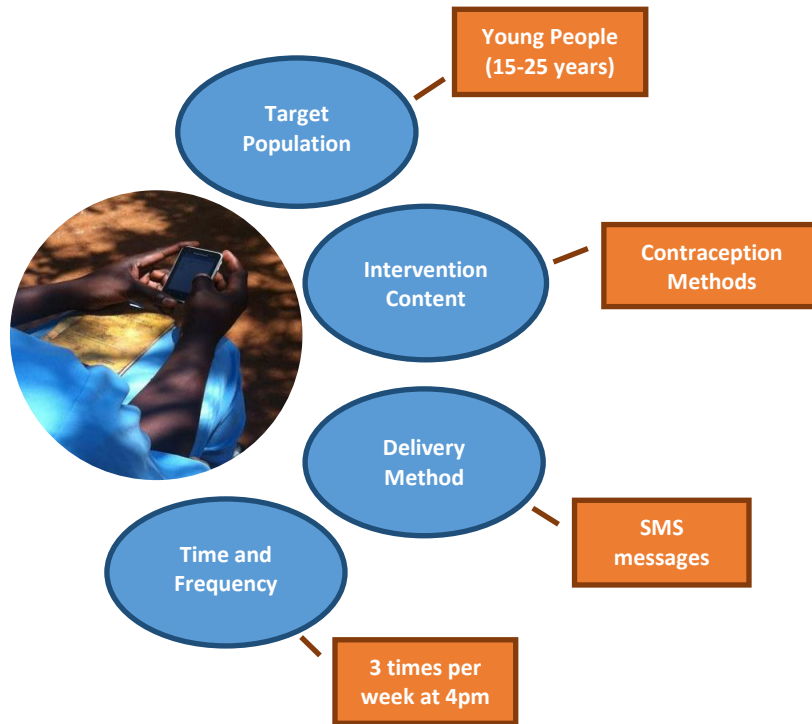 Young People
(15-25 years)
Target
Population
Intervention
Content
Contraception
Methods
Delivery
Method
SMS
messages
Time and
Frequency
3 times per
week at 4pm